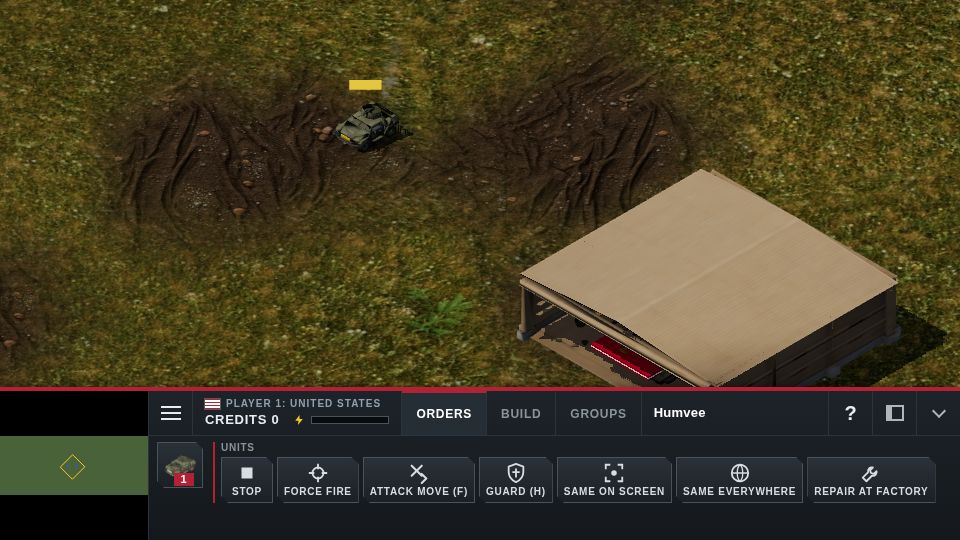 PLAYER 1: UNITED STATES
CREDITS 0
ORDERS
BUILD
GROUPS
Humvee
?
UNITS
1
STOP
FORCE FIRE
ATTACK MOVE (F)
GUARD (H)
SAME ON SCREEN
SAME EVERYWHERE
REPAIR AT FACTORY